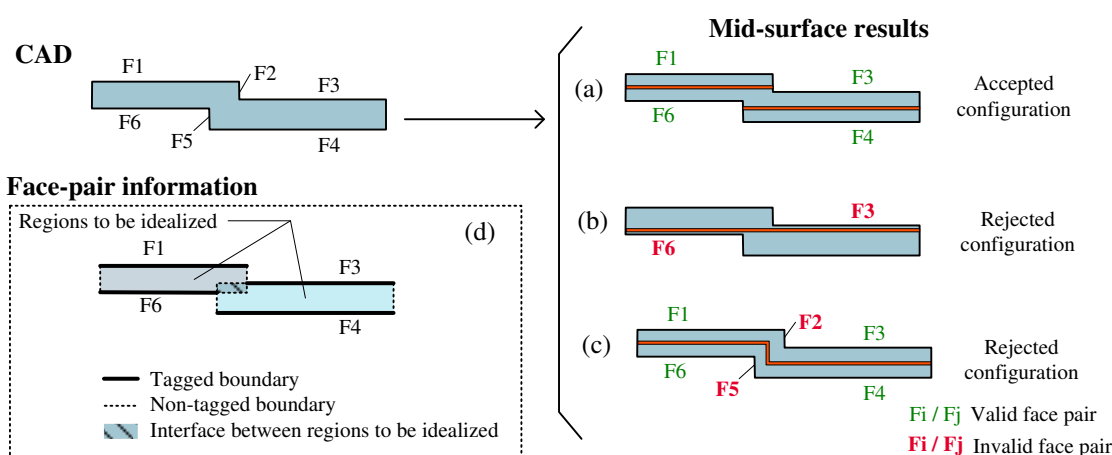 CAD
F1
F2
F3
F6
F5
F4
Face-pair information
Regions to be idealized
(d)
F1
F3
F6
F4
Tagged boundary
Non-tagged boundary
Interface between regions to be idealized
Mid-surface results
F1
(a)
F3
F6
F4
Accepted
configuration
(b)
F3
F6
Rejected
configuration
F1
F2
(c)
F3
F6
F5
F4
Rejected
configuration
Fi / Fj Valid face pair
Fi / Fj Invalid face pair